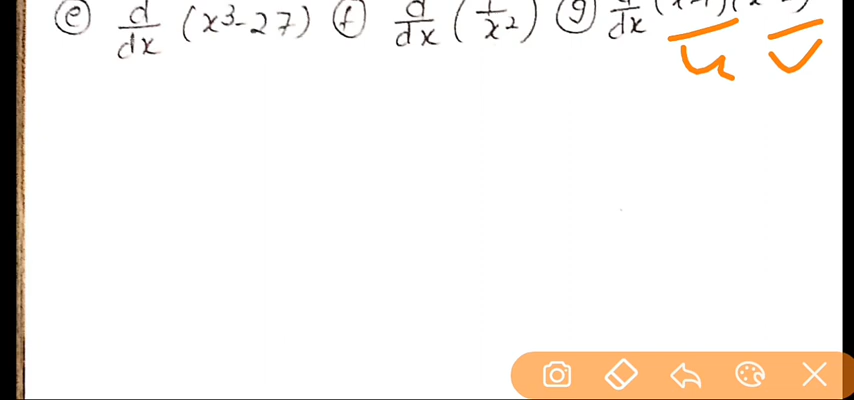 ⓔ d/dx (x³-27) ⓕ d/dx (1/x²) ⓖ d/dx
u v